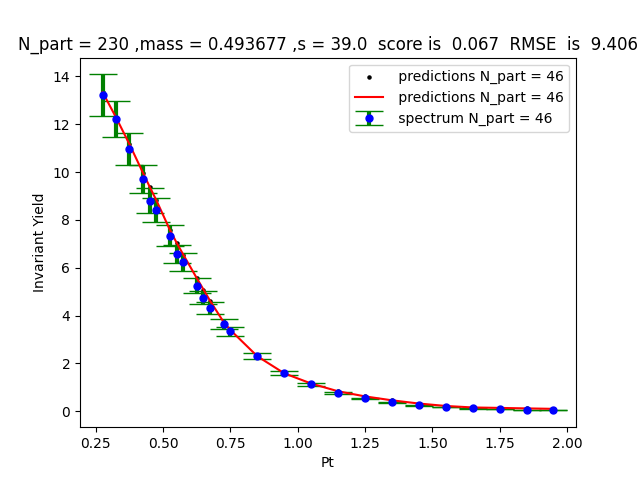 N_part = 230 ,mass = 0.493677 ,s = 39.0  score is  0.067  RMSE  is  9.406
predictions N_part = 46
predictions N_part = 46
spectrum N_part = 46
Invariant Yield
14
12
10
8
6
4
2
0
0.25 0.50 0.75 1.00 1.25 1.50 1.75 2.00
Pt